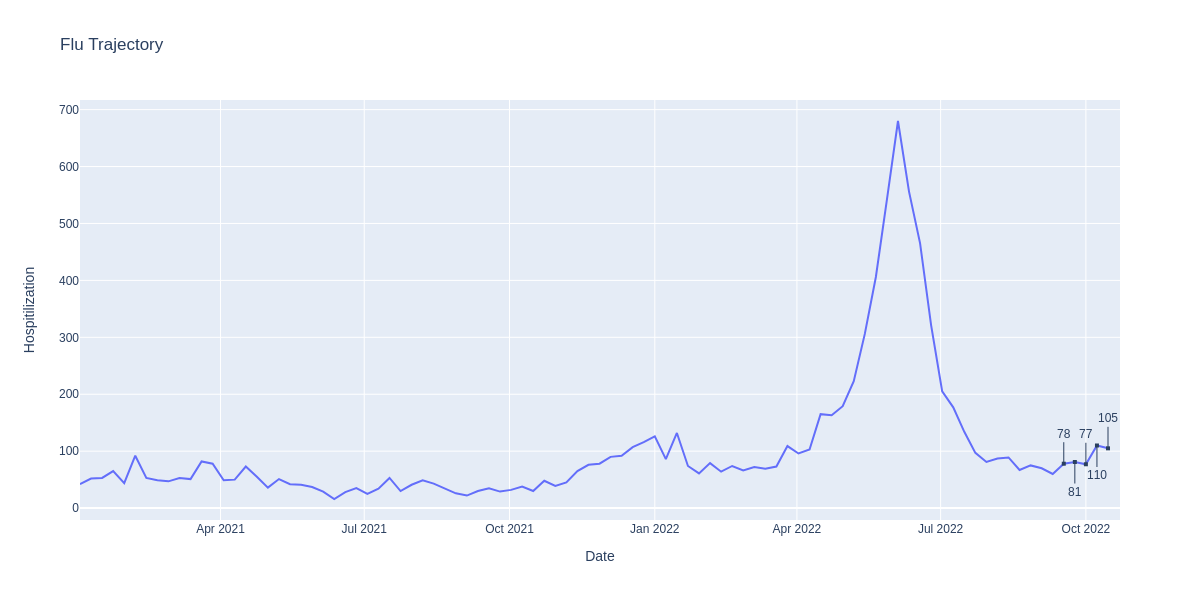 Flu Trajectory
Hospitilization
700
600
500
400
300
200
100
0
105
78
77
110
81
Apr 2021
Jul 2021
Oct 2021
Jan 2022
Apr 2022
Jul 2022
Oct 2022
Date